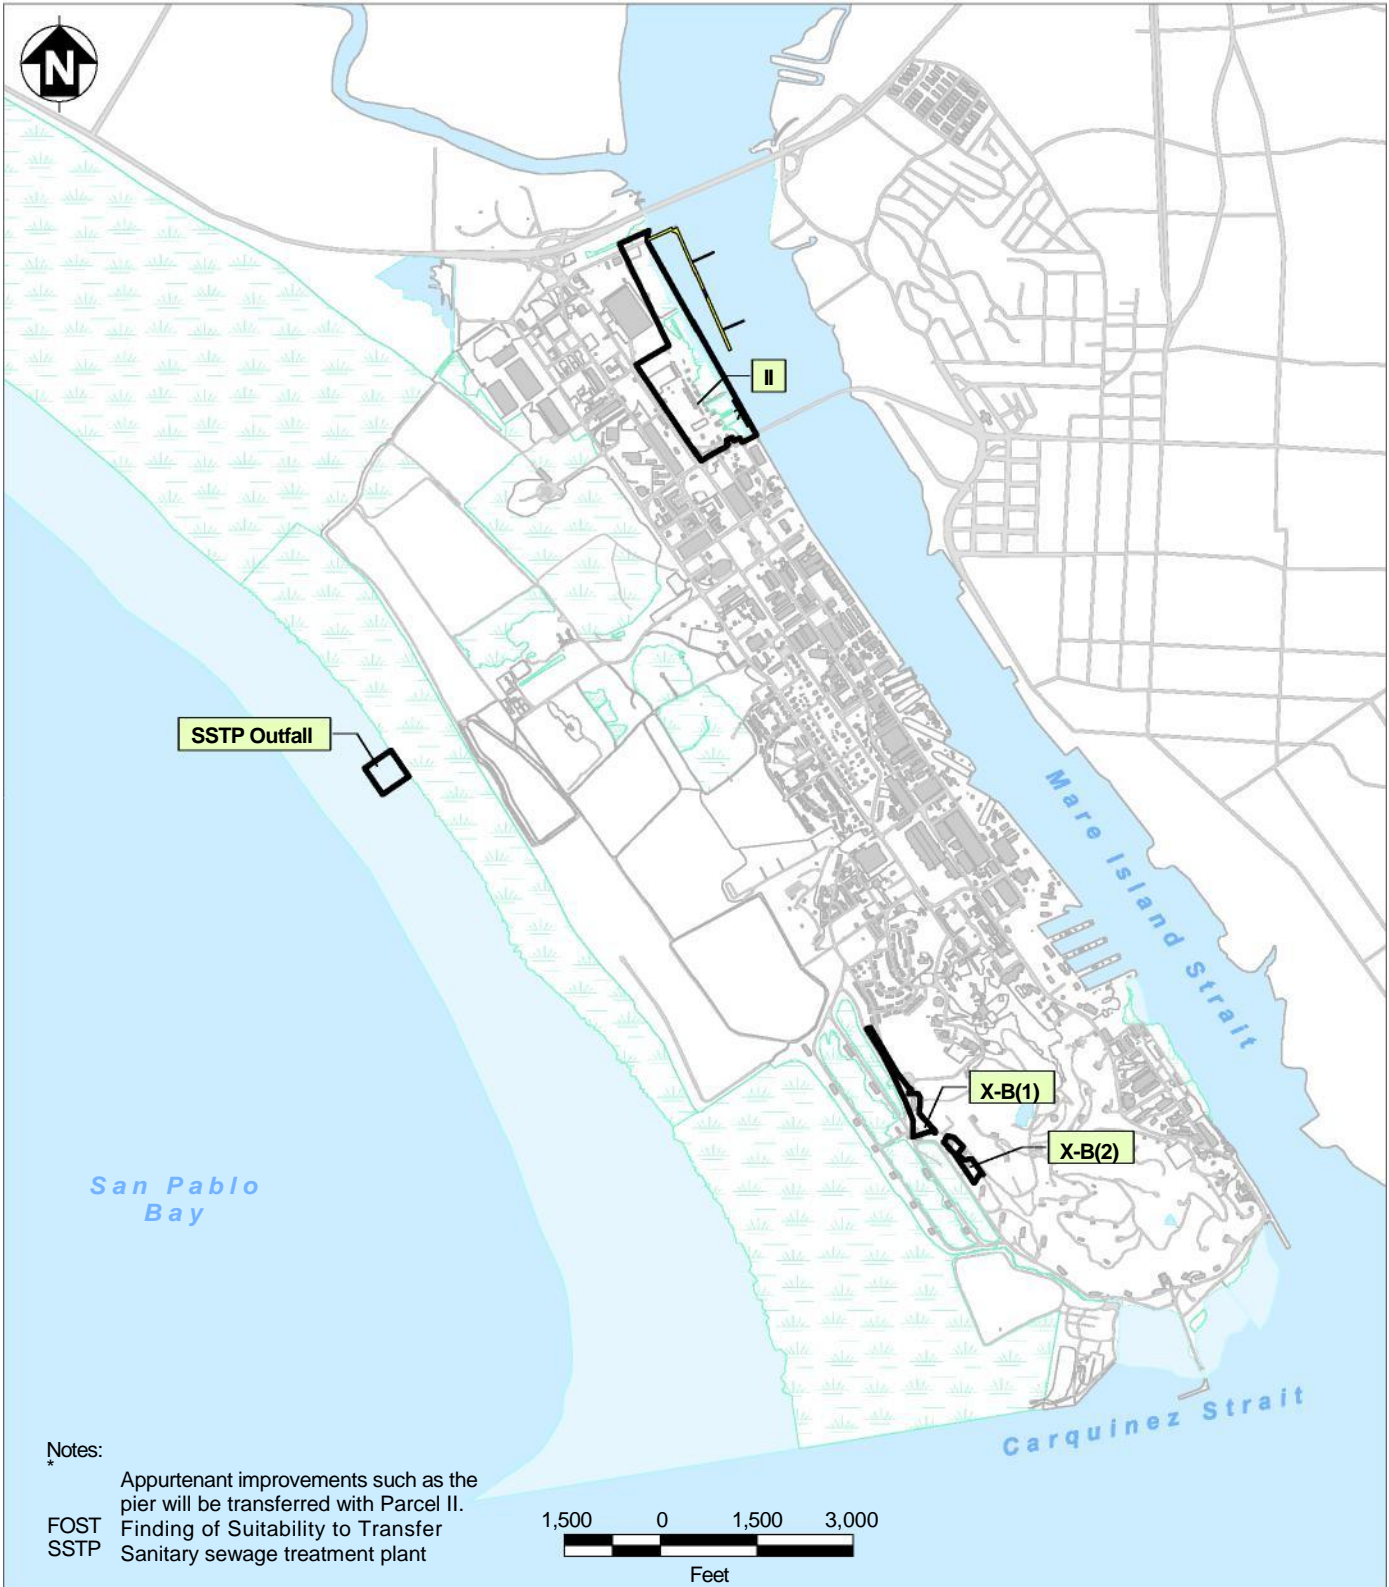 N
II
SSTP Outfall
Mare Island Strait
X-B(1)
X-B(2)
San Pablo
Bay
Carquinez Strait
Notes:
*
Appurtenant improvements such as the
pier will be transferred with Parcel II.
FOST Finding of Suitability to Transfer
SSTP Sanitary sewage treatment plant
1,500 0 1,500 3,000
Feet